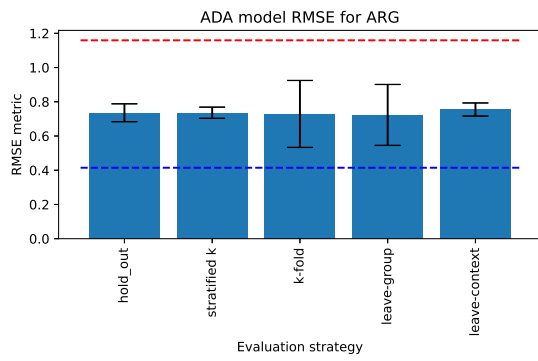 ADA model RMSE for ARG
RMSE metric
1.2
1.0
0.8
0.6
0.4
0.2
0.0
hold_out
stratified k
k-fold
leave-group
leave-context
Evaluation strategy